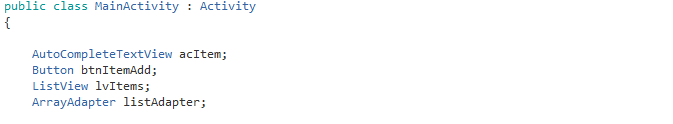 public class MainActivity : Activity
{
AutoCompleteTextView acItem;
Button btnItemAdd;
ListView lvItems;
ArrayAdapter listAdapter;